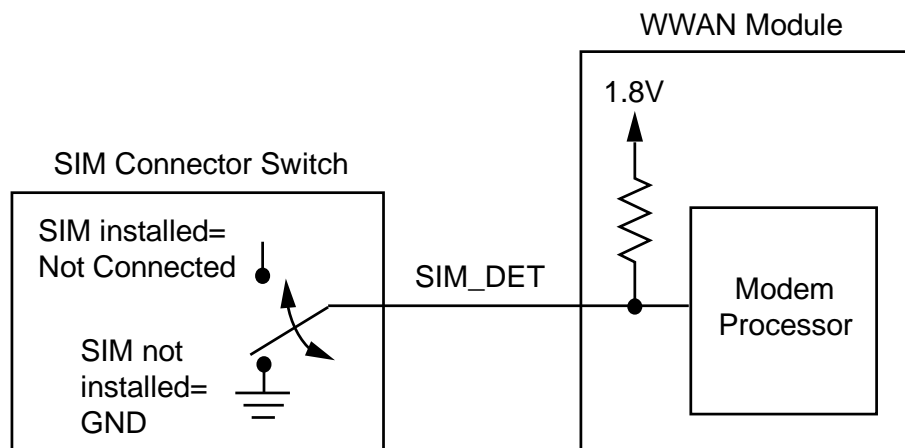 WWAN Module
1.8V
SIM Connector Switch
SIM installed=
Not Connected
SIM_DET
Modem
Processor
SIM not
installed=
GND